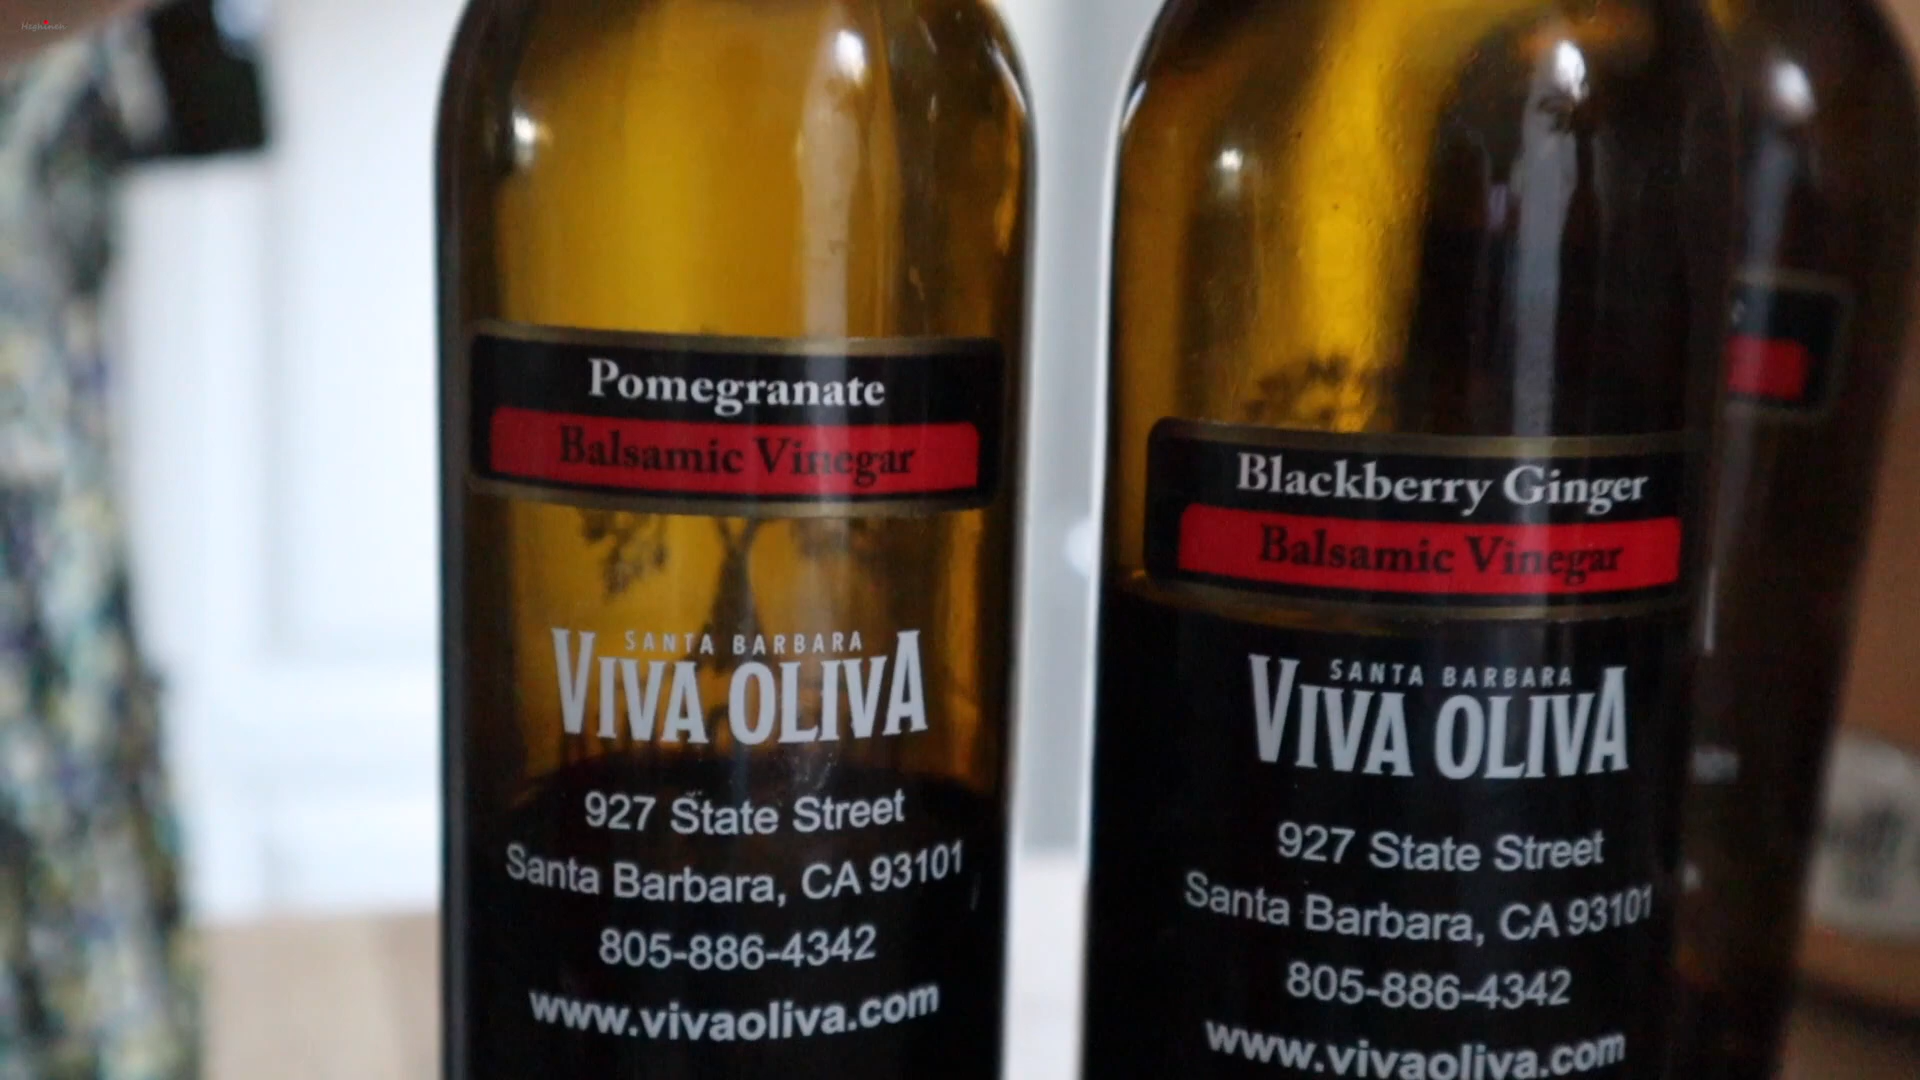 Pomegranate
Balsamic Vinegar
SANTA BARBARA
VIVA OLIVA
927 State Street
Santa Barbara, CA 93101
805-886-4342
www.vivaoliva.com
Blackberry Ginger
Balsamic Vinegar
SANTA BARBARA
VIVA OLIVA
927 State Street
Santa Barbara, CA 93101
805-886-4342
www.vivaoliva.com